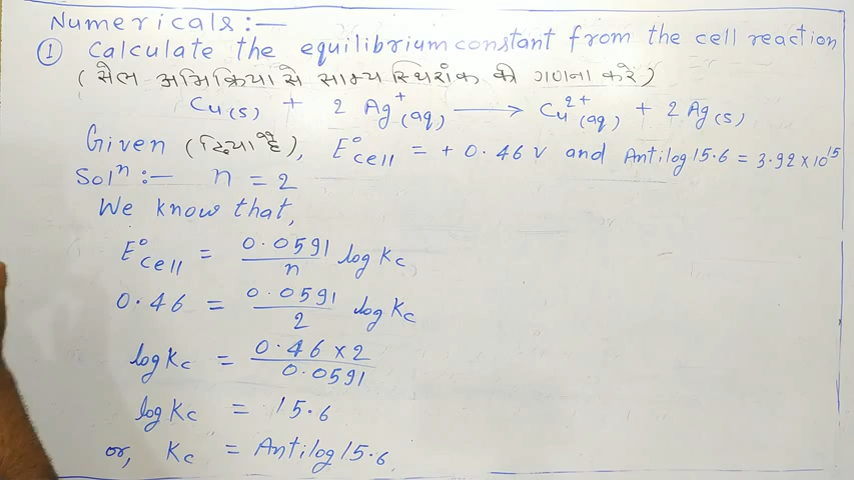 Numericals:—
① Calculate the equilibrium constant from the cell reaction
(सैल अभिक्रिया से साम्य स्थिरांक की गणना करे)
Cu(s) + 2 Ag⁺(aq) ⟶ Cu²⁺(aq) + 2 Ag(s)
Given (दिया है), E°cell = + 0.46 V and Antilog 15.6 = 3.92 × 10¹⁵
Solⁿ:— n = 2
We know that,
E°cell = 0.0591/n log Kc
0.46 = 0.0591/2 log Kc
log Kc = 0.46 × 2/0.0591
log Kc = 15.6
or, Kc = Antilog 15.6